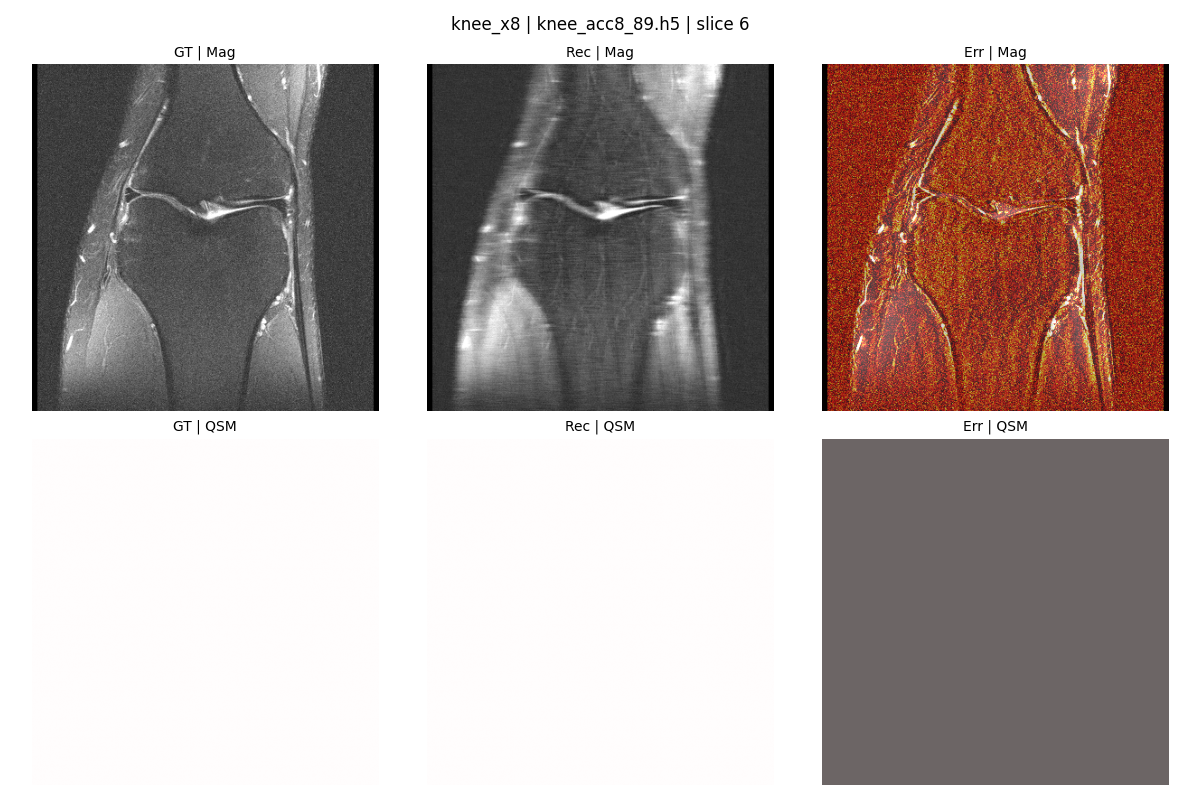 knee_x8 | knee_acc8_89.h5 | slice 6
GT | Mag
Rec | Mag
Err | Mag
GT | QSM
Rec | QSM
Err | QSM